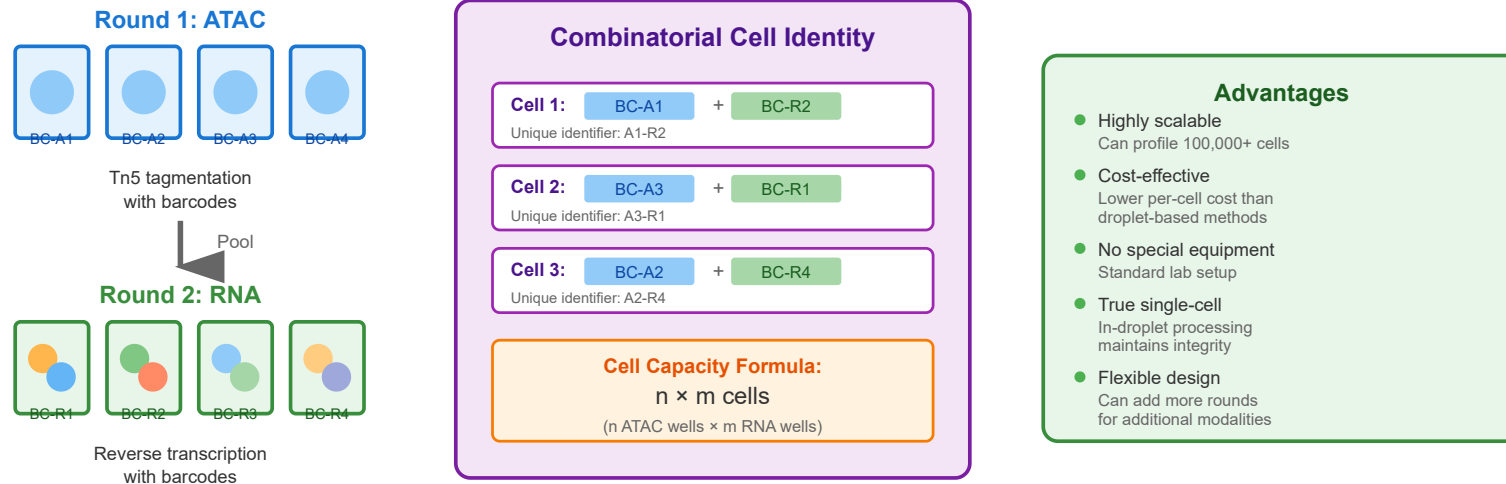 Round 1: ATAC
BC-A1
BC-A2
BC-A3
BC-A4
Tn5 tagmentation
with barcodes
Pool
Round 2: RNA
BC-R1
BC-R2
BC-R3
BC-R4
Reverse transcription
with barcodes
Combinatorial Cell Identity
Cell 1: BC-A1 + BC-R2
Unique identifier: A1-R2
Cell 2: BC-A3 + BC-R1
Unique identifier: A3-R1
Cell 3: BC-A2 + BC-R4
Unique identifier: A2-R4
Cell Capacity Formula:
n × m cells
(n ATAC wells × m RNA wells)
Advantages
Highly scalable
Can profile 100,000+ cells
Cost-effective
Lower per-cell cost than
droplet-based methods
No special equipment
Standard lab setup
True single-cell
In-droplet processing
maintains integrity
Flexible design
Can add more rounds
for additional modalities